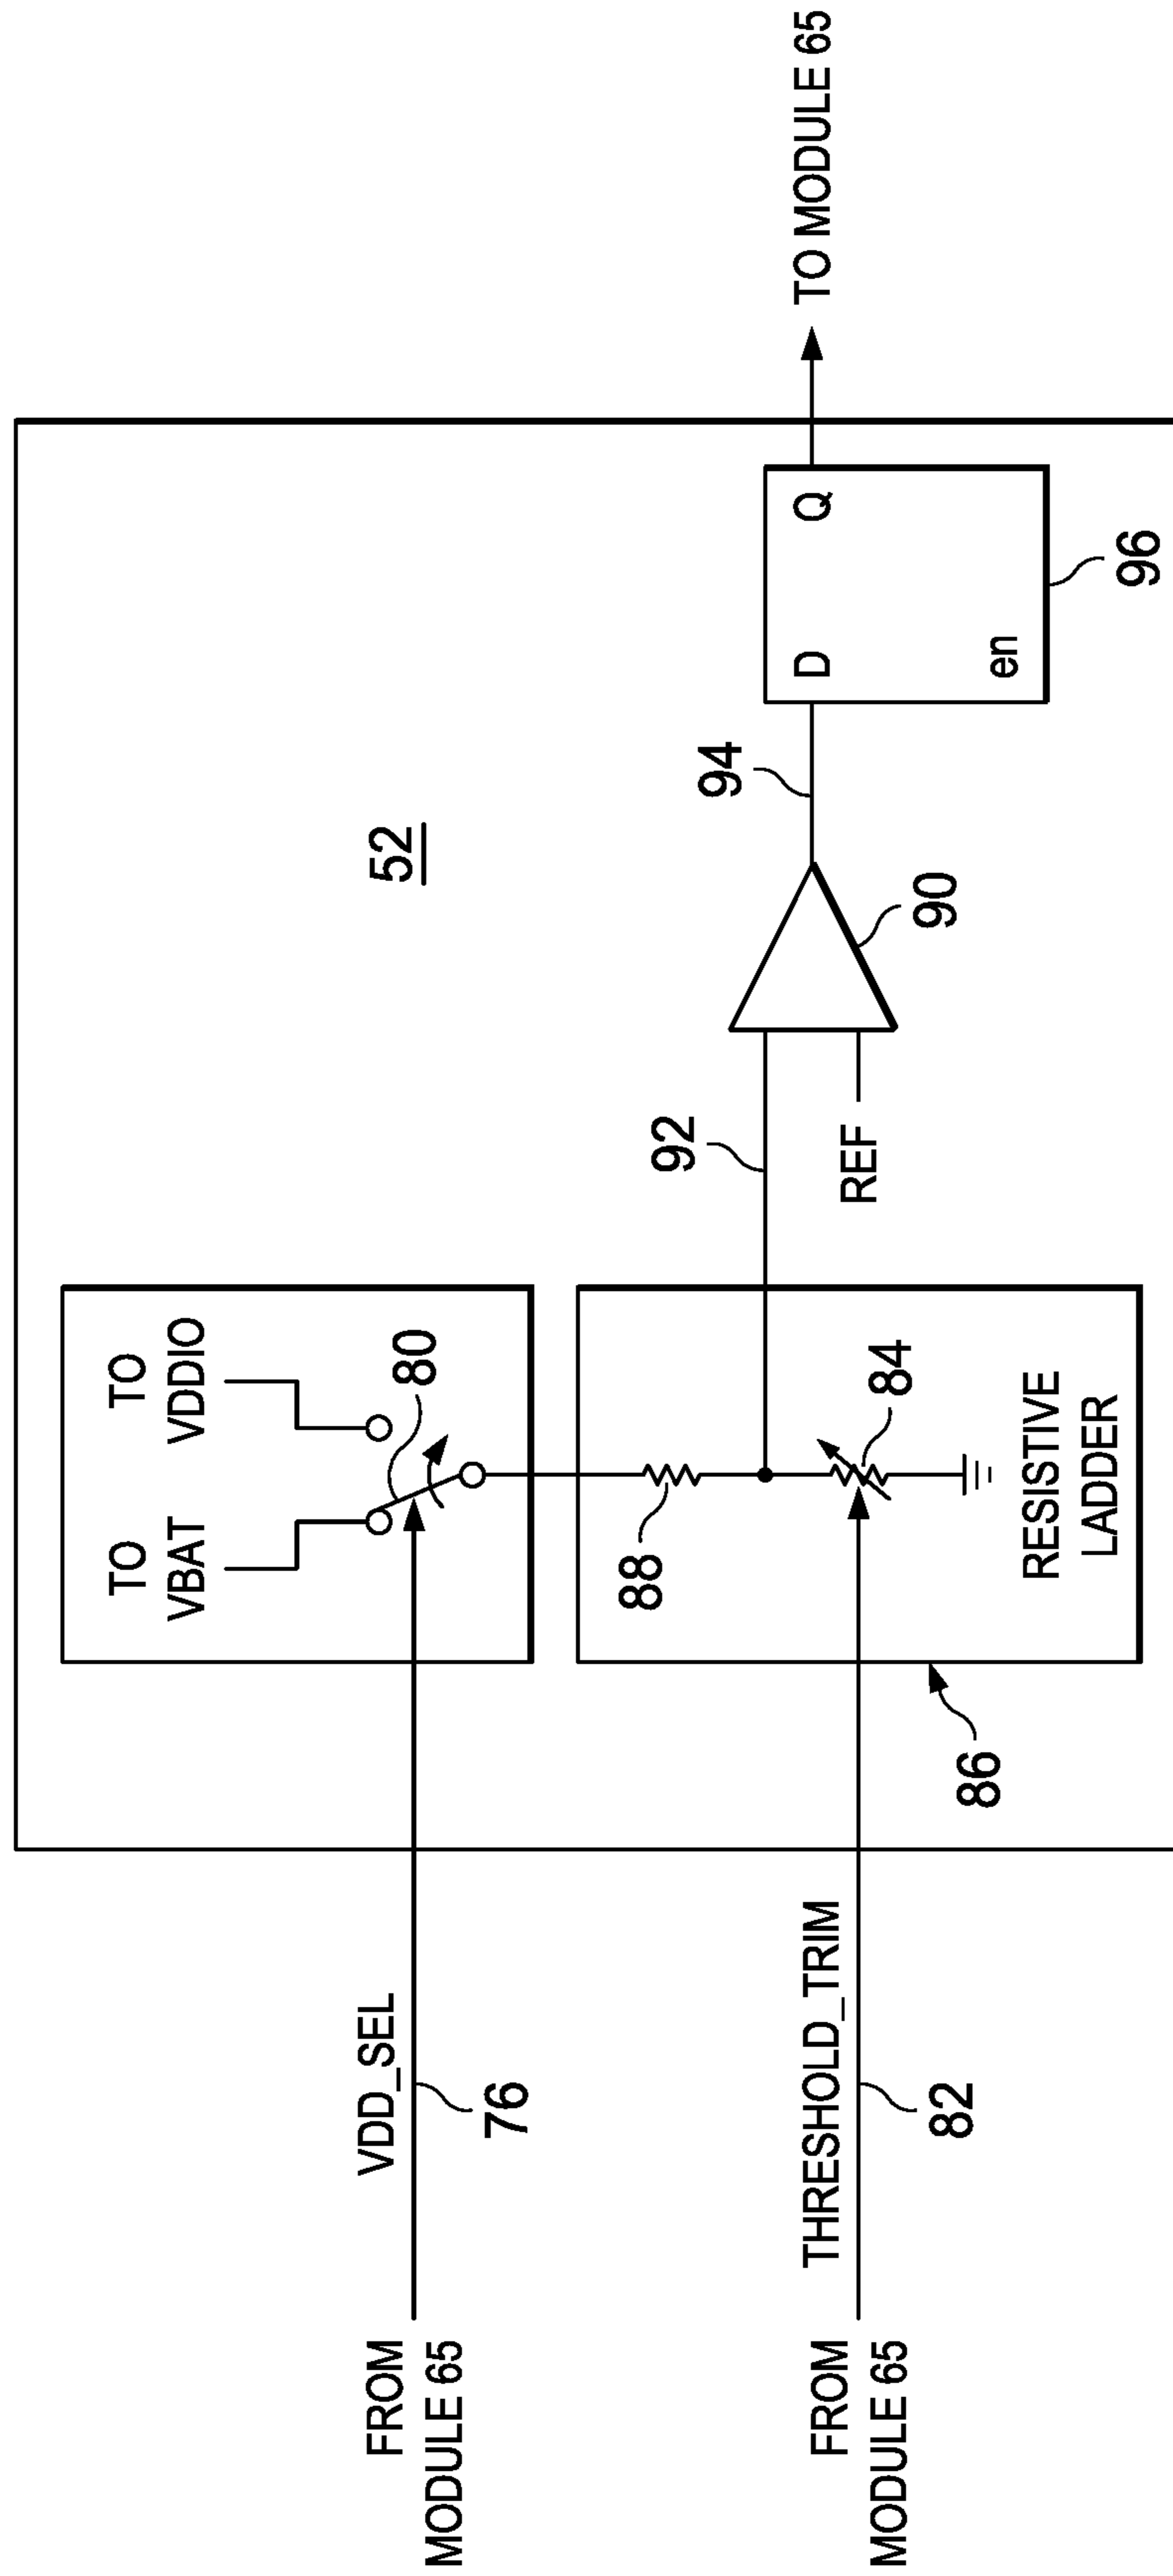 TO
VBAT
TO
VDDIO
80
VDD_SEL
76
FROM
MODULE 65
52
88
92
94
D
Q
en
96
TO MODULE 65
90
REF
84
RESISTIVE
LADDER
86
THRESHOLD_TRIM
82
FROM
MODULE 65